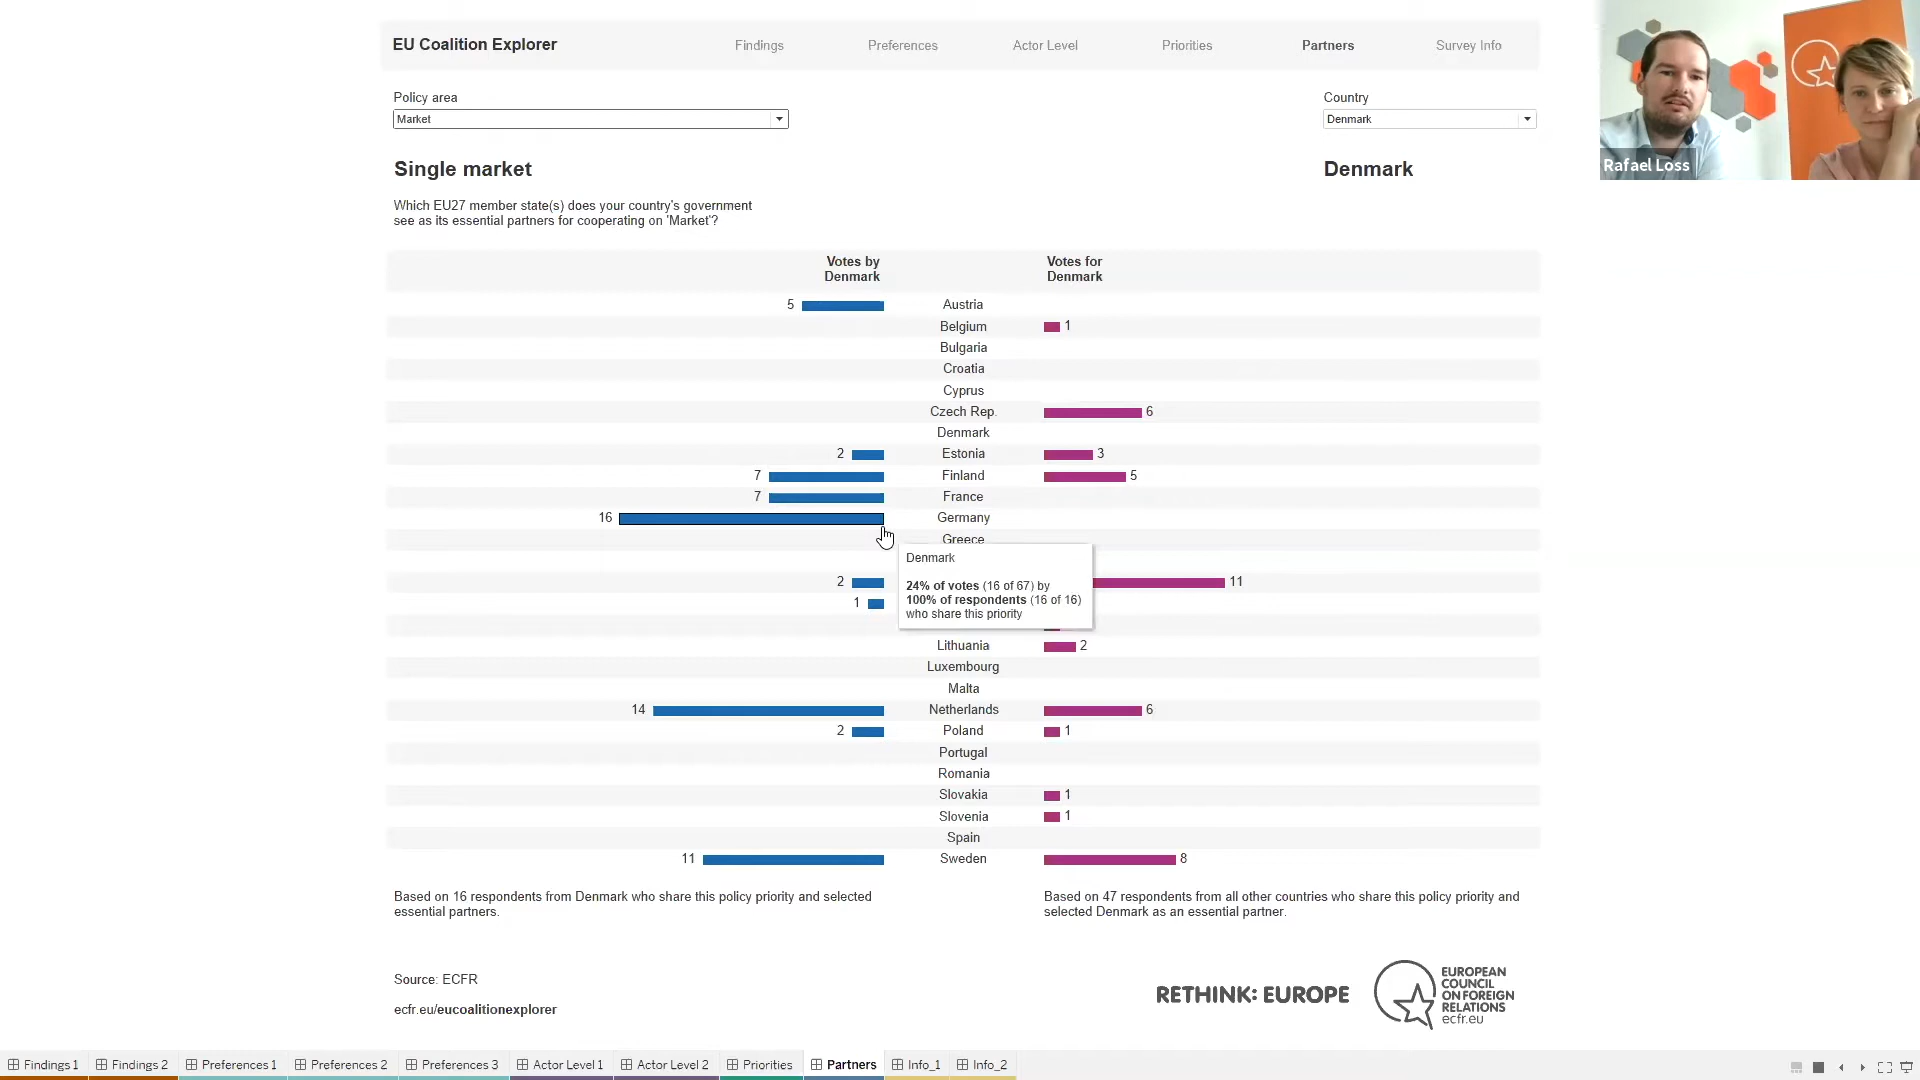 EU Coalition Explorer Findings Preferences Actor Level Priorities Partners Survey Info
Policy area Country
Market Denmark
Rafael Loss
Single market Denmark
Which EU27 member state(s) does your country's government
see as its essential partners for cooperating on 'Market'?
Votes by Votes for
Denmark Denmark
5 Austria
Belgium 1
Bulgaria
Croatia
Cyprus
Czech Rep. 6
Denmark
2 Estonia 3
7 Finland 5
7 France
16 Germany
Greece
Denmark
2 11
24% of votes (16 of 67) by
1 100% of respondents (16 of 16)
who share this priority
Lithuania 2
Luxembourg
Malta
14 Netherlands 6
2 Poland 1
Portugal
Romania
Slovakia 1
Slovenia 1
Spain
11 Sweden 8
Based on 16 respondents from Denmark who share this policy priority and selected
essential partners.
Based on 47 respondents from all other countries who share this policy priority and
selected Denmark as an essential partner.
Source: ECFR
ecfr.eu/eucoalitionexplorer
RETHINK: EUROPE
EUROPEAN
COUNCIL
ON FOREIGN
RELATIONS
ecfr.eu
Findings 1 Findings 2 Preferences 1 Preferences 2 Preferences 3 Actor Level 1 Actor Level 2 Priorities Partners Info_1 Info_2